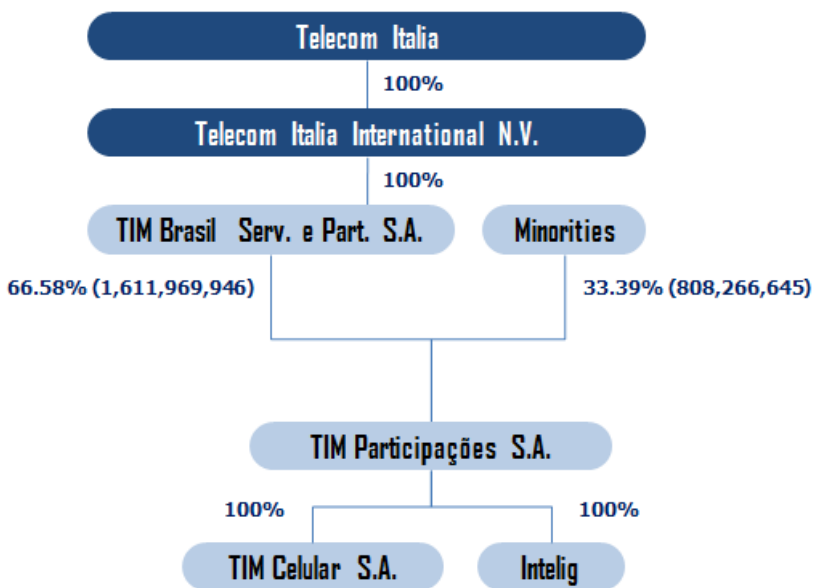 Telecom Italia
100%
Telecom Italia International N.V.
100%
TIM Brasil Serv. e Part. S.A.
Minorities
66.58% (1,611,969,946)
33.39% (808,266,645)
TIM Participações S.A.
100%
100%
TIM Celular S.A.
Intelig